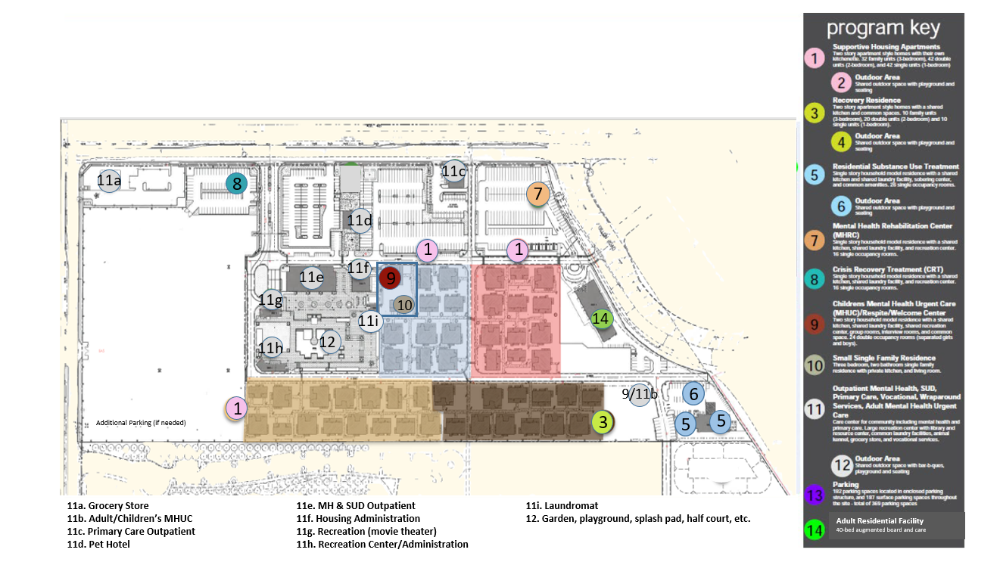 program key
1
Supportive Housing Apartments
Two story apartment style homes with their own
kitchenette. 32 family units (3-bedroom), 42 double
units (2-bedroom), and 42 single units (1-bedroom)
2
Outdoor Area
Shared outdoor space with playground and
seating
3
Recovery Residence
Two story apartment style homes with a shared
kitchen and common spaces. 10 family units
(3-bedroom), 20 double units (2-bedroom) and 10
single units (1-bedroom).
4
Outdoor Area
Shared outdoor space with playground and
seating
5
Residential Substance Use Treatment
Single story household model residence with a shared
kitchen and shared laundry facility, sobering center,
and common amenities. 26 single occupancy rooms.
6
Outdoor Area
Shared outdoor space with playground and
seating
7
Mental Health Rehabilitation Center
(MHRC)
Single story household model residence with a shared
kitchen, shared laundry facility, and recreation center.
16 single occupancy rooms.
8
Crisis Recovery Treatment (CRT)
Single story household model residence with a shared
kitchen, shared laundry facility, and recreation center.
16 single occupancy rooms.
9
Childrens Mental Health Urgent Care
(MHUC)/Respite/Welcome Center
Two story household model residence with a shared
kitchen, shared laundry facility, shared recreation
center, group rooms, interview rooms, and common
space. 24 double occupancy rooms (separated girls
and boys).
10
Small Single Family Residence
Three bedroom, two bathroom single family
residence with private kitchen, and living room.
11
Outpatient Mental Health, SUD,
Primary Care, Vocational, Wraparound
Services, Adult Mental Health Urgent
Care
Care center for community including mental health and
primary care. Large recreation center with library and
resource center, common laundry facilities, animal
kennel, grocery store, and vocational services.
12
Outdoor Area
Shared outdoor space with bar-b-ques,
playground and seating
13
Parking
182 parking spaces located in enclosed parking
structure, and 187 surface parking spaces throughout
the site - total of 369 parking spaces
14
Adult Residential Facility
40-bed augmented board and care
11a
8
11c
7
11d
1
1
11f
11e
9
11g
10
11i
14
11h
12
9/11b
6
1
3
5
5
Additional Parking (if needed)
11a. Grocery Store
11b. Adult/Children’s MHUC
11c. Primary Care Outpatient
11d. Pet Hotel
11e. MH & SUD Outpatient
11f. Housing Administration
11g. Recreation (movie theater)
11h. Recreation Center/Administration
11i. Laundromat
12. Garden, playground, splash pad, half court, etc.